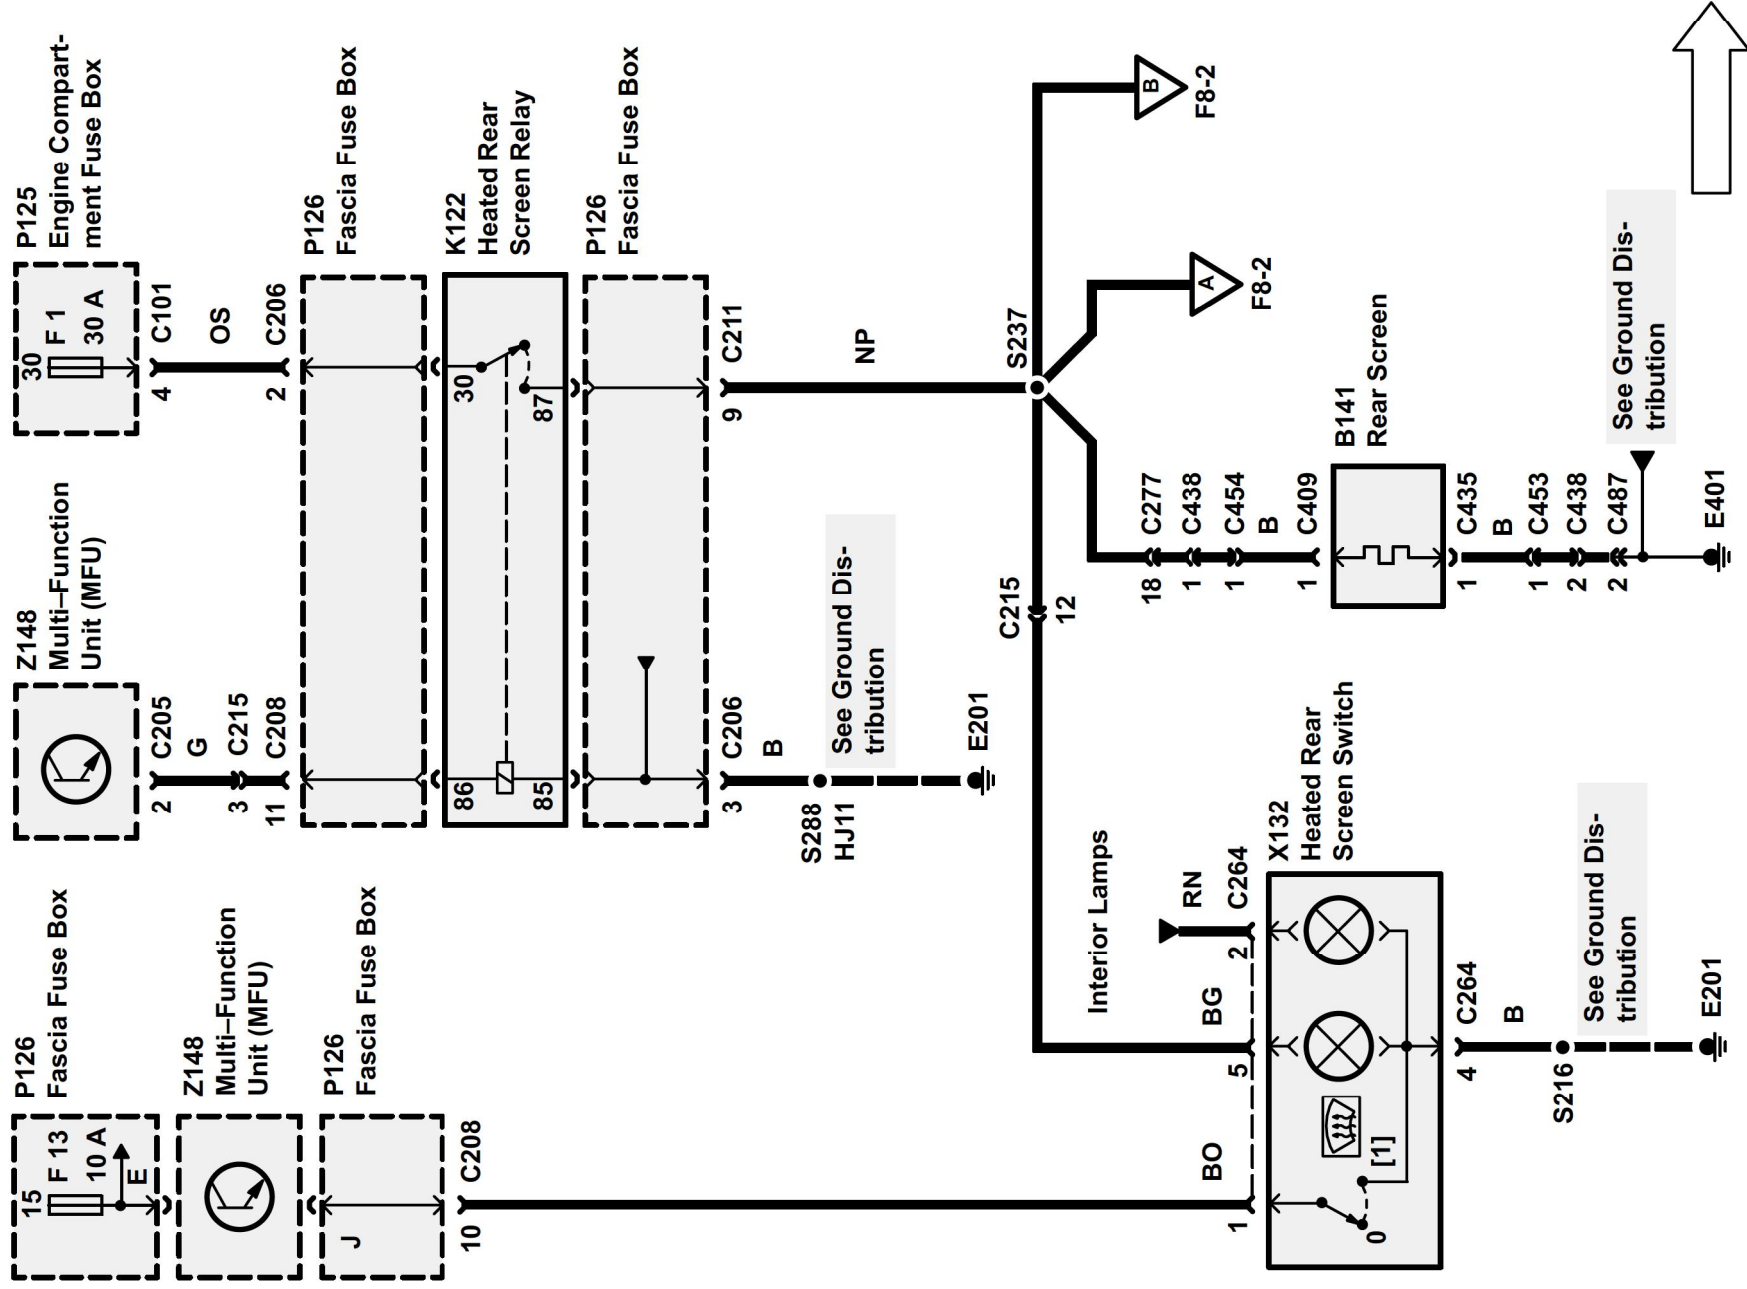 P126
Fascia Fuse Box
15
F 13
10 A
E
Z148
Multi–Function
Unit (MFU)
P126
Fascia Fuse Box
J
10
C208
BO
1
Z148
Multi–Function
Unit (MFU)
2
C205
G
3
C215
11
C208
P125
Engine Compart-
ment Fuse Box
30
F 1
30 A
4
C101
OS
2
C206
P126
Fascia Fuse Box
K122
Heated Rear
Screen Relay
86
85
30
87
P126
Fascia Fuse Box
3
C206
B
S288
HJ11
See Ground Dis-
tribution
E201
9
C211
NP
S237
C215
12
A
F8-2
B
F8-2
Interior Lamps
RN
2
C264
BG
5
X132
Heated Rear
Screen Switch
0
[1]
4
C264
B
S216
See Ground Dis-
tribution
E201
18
C277
1
C438
1
C454
B
1
C409
B141
Rear Screen
1
C435
B
1
C453
2
C438
2
C487
See Ground Dis-
tribution
E401